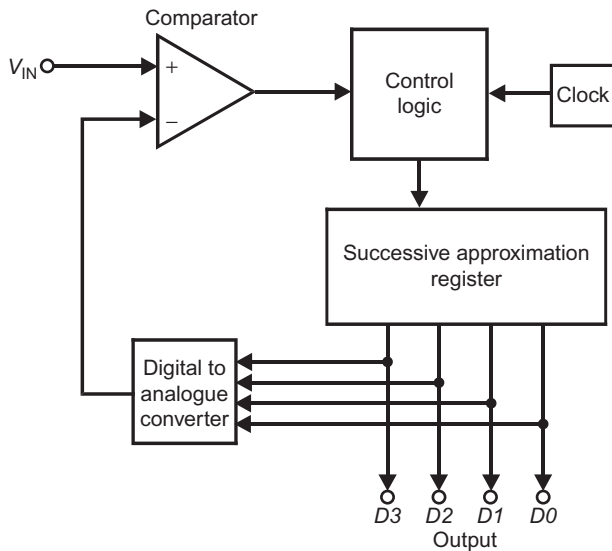 Comparator
V_IN
+
−
Control
logic
Clock
Successive approximation
register
Digital to
analogue
converter
D3 D2 D1 D0
Output